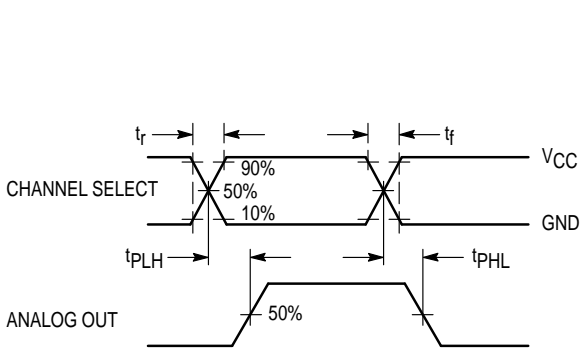 tr
tf
VCC
90%
CHANNEL SELECT
50%
10%
GND
tPLH
tPHL
50%
ANALOG OUT